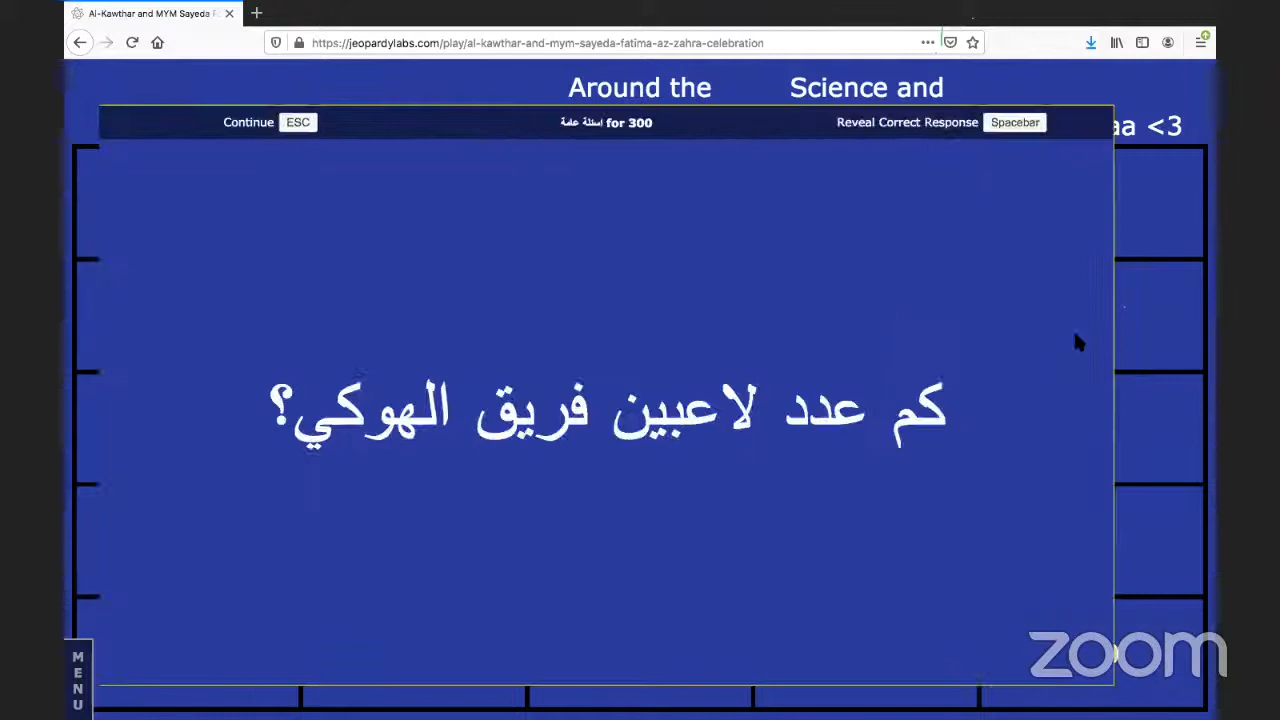 Al-Kawthar and MYM Sayeda F
https://jeopardylabs.com/play/al-kawthar-and-mym-sayeda-fatima-az-zahra-celebration
Around the
Science and
aa <3
Continue ESC
اسئلة عامة for 300
Reveal Correct Response Spacebar
كم عدد لاعبين فريق الهوكي؟
MENU
zoom